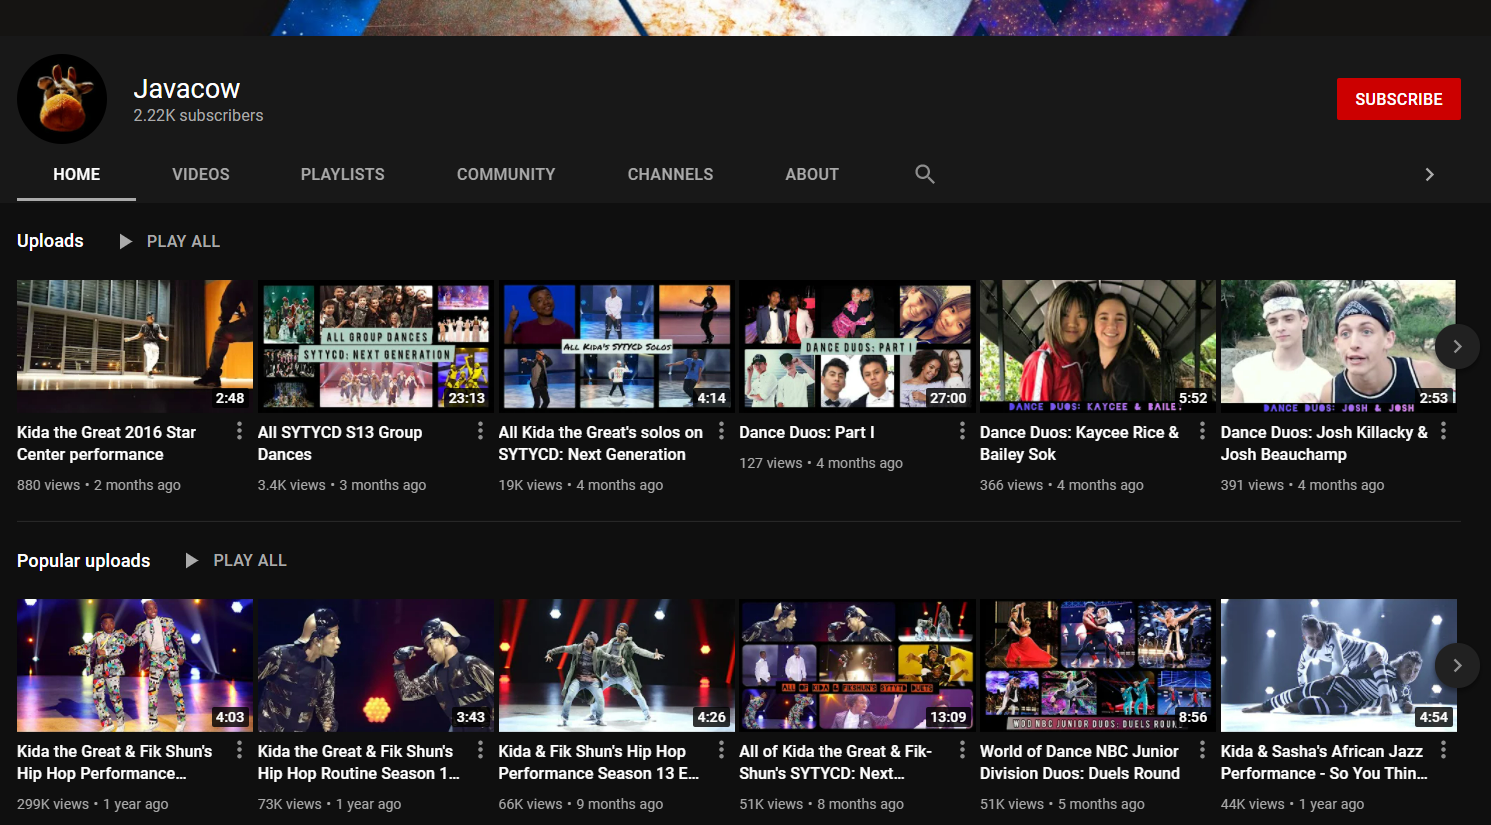 Javacow
2.22K subscribers
SUBSCRIBE
HOME VIDEOS PLAYLISTS COMMUNITY CHANNELS ABOUT
Uploads PLAY ALL
2:48
ALL GROUP DANCES
SYTYCD: NEXT GENERATION
23:13
ALL KIDA'S SYTYCD SOLOS
4:14
DANCE DUOS: PART I
27:00
DANCE DUOS: KAYCEE & BAILE
5:52
DANCE DUOS: JOSH & JOSH
2:53
Kida the Great 2016 Star
Center performance
880 views • 2 months ago
All SYTYCD S13 Group
Dances
3.4K views • 3 months ago
All Kida the Great's solos on
SYTYCD: Next Generation
19K views • 4 months ago
Dance Duos: Part I
127 views • 4 months ago
Dance Duos: Kaycee Rice &
Bailey Sok
366 views • 4 months ago
Dance Duos: Josh Killacky &
Josh Beauchamp
391 views • 4 months ago
Popular uploads PLAY ALL
4:03
3:43
4:26
ALL OF KIDA & FIKSHUN'S SYTYCD DUETS
13:09
WOD NBC JUNIOR DUOS: DUELS ROUN
8:56
4:54
Kida the Great & Fik Shun's
Hip Hop Performance...
299K views • 1 year ago
Kida the Great & Fik Shun's
Hip Hop Routine Season 1...
73K views • 1 year ago
Kida & Fik Shun's Hip Hop
Performance Season 13 E...
66K views • 9 months ago
All of Kida the Great & Fik-
Shun's SYTYCD: Next...
51K views • 8 months ago
World of Dance NBC Junior
Division Duos: Duels Round
51K views • 5 months ago
Kida & Sasha's African Jazz
Performance - So You Thin...
44K views • 1 year ago